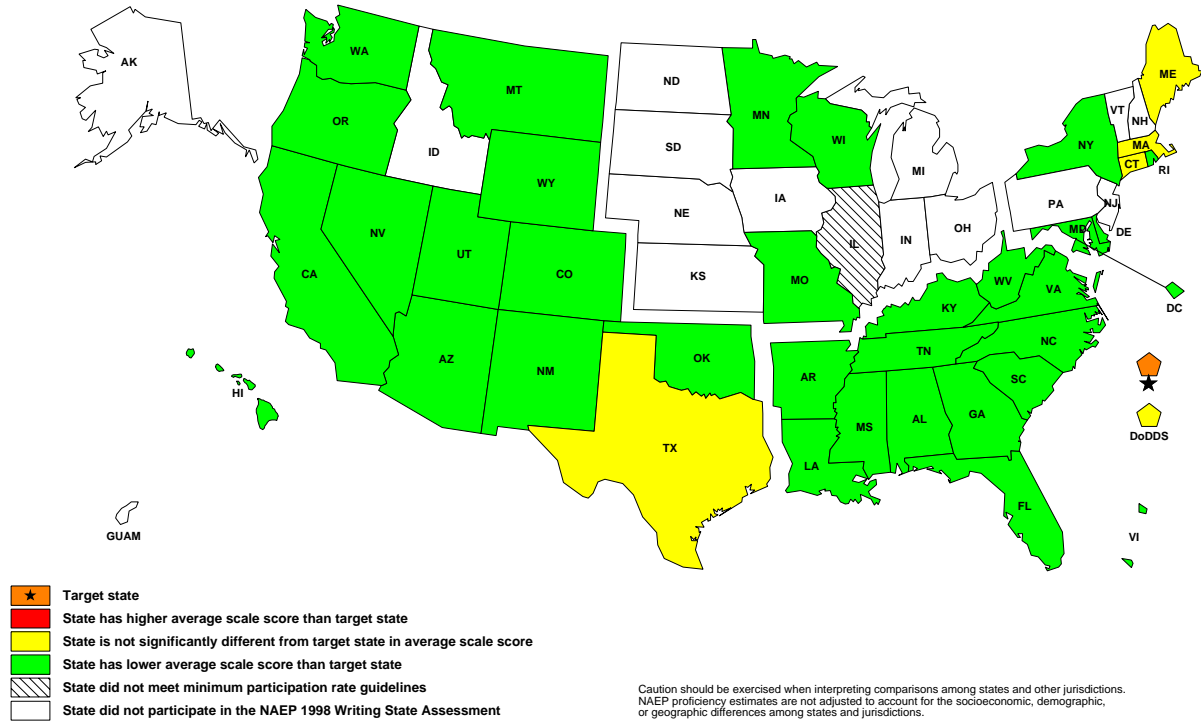 AK
WA
MT
ND
MN
ME
VT
NH
OR
ID
SD
WI
NY
MA
CT
RI
WY
MI
NE
IA
PA
NJ
NV
UT
CO
IL
IN
OH
MD
DE
CA
KS
MO
WV
VA
DC
KY
AZ
NM
OK
TN
NC
AR
SC
HI
MS
AL
GA
TX
LA
DoDDS
FL
GUAM
VI
Target state
State has higher average scale score than target state
State is not significantly different from target state in average scale score
State has lower average scale score than target state
State did not meet minimum participation rate guidelines
State did not participate in the NAEP 1998 Writing State Assessment
Caution should be exercised when interpreting comparisons among states and other jurisdictions.
NAEP proficiency estimates are not adjusted to account for the socioeconomic, demographic,
or geographic differences among states and jurisdictions.